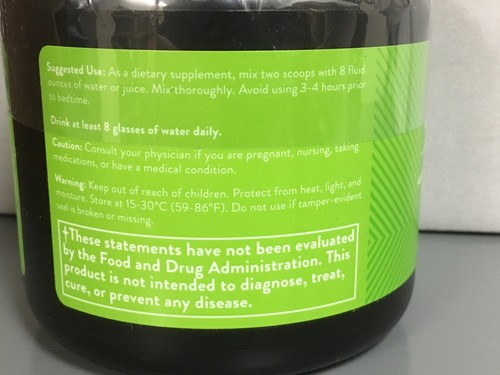 Suggested Use: As a dietary supplement, mix two scoops with 8 fluid
ounces of water or juice. Mix thoroughly. Avoid using 3-4 hours prior
to bedtime.
Drink at least 8 glasses of water daily.
Caution: Consult your physician if you are pregnant, nursing, taking
medications, or have a medical condition.
Warning: Keep out of reach of children. Protect from heat, light, and
moisture. Store at 15-30°C (59-86°F). Do not use if tamper-evident
seal is broken or missing.
†These statements have not been evaluated
by the Food and Drug Administration. This
product is not intended to diagnose, treat,
cure, or prevent any disease.